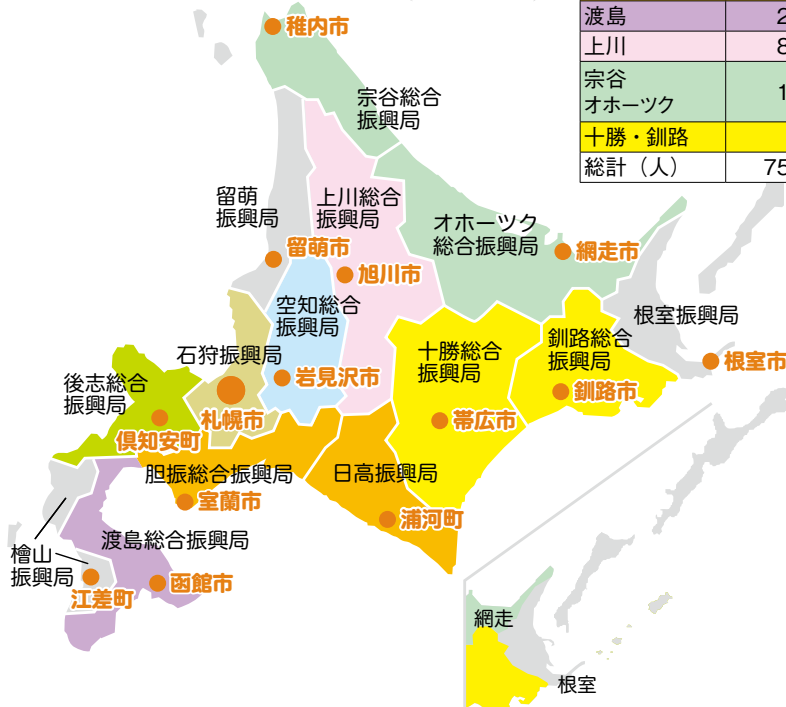 渡島 2
上川 8
宗谷
オホーツク 1
十勝・釧路
総計（人） 75
稚内市
宗谷総合
振興局
留萌
振興局
上川総合
振興局
オホーツク
総合振興局
留萌市
旭川市
網走市
空知総合
振興局
石狩振興局
岩見沢市
十勝総合
振興局
釧路総合
振興局
根室振興局
根室市
後志総合
振興局
札幌市
倶知安町
帯広市
釧路市
胆振総合振興局
日高振興局
室蘭市
浦河町
渡島総合振興局
檜山
振興局
江差町
函館市
網走
根室